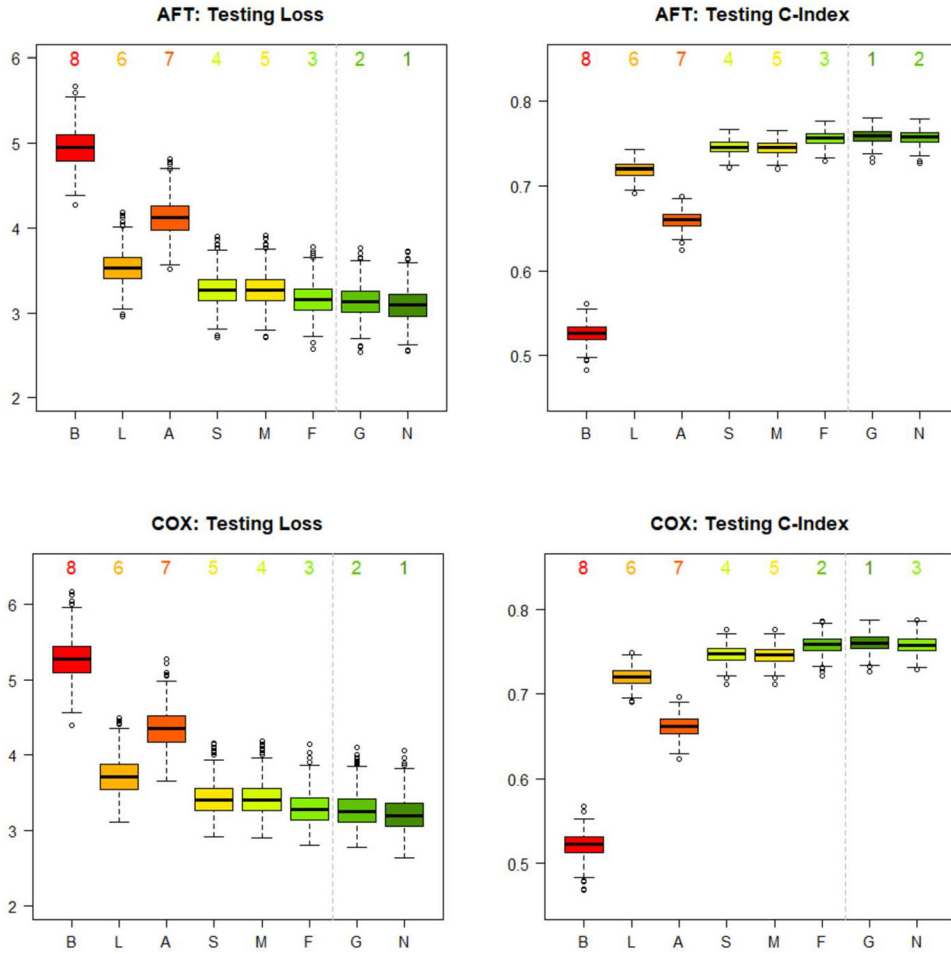 AFT: Testing Loss
8 6 7 4 5 3 2 1
6
5
4
3
2
B L A S M F G N
AFT: Testing C-Index
8 6 7 4 5 3 1 2
0.8
0.7
0.6
0.5
B L A S M F G N
COX: Testing Loss
8 6 7 5 4 3 2 1
6
5
4
3
2
B L A S M F G N
COX: Testing C-Index
8 6 7 4 5 2 1 3
0.8
0.7
0.6
0.5
B L A S M F G N